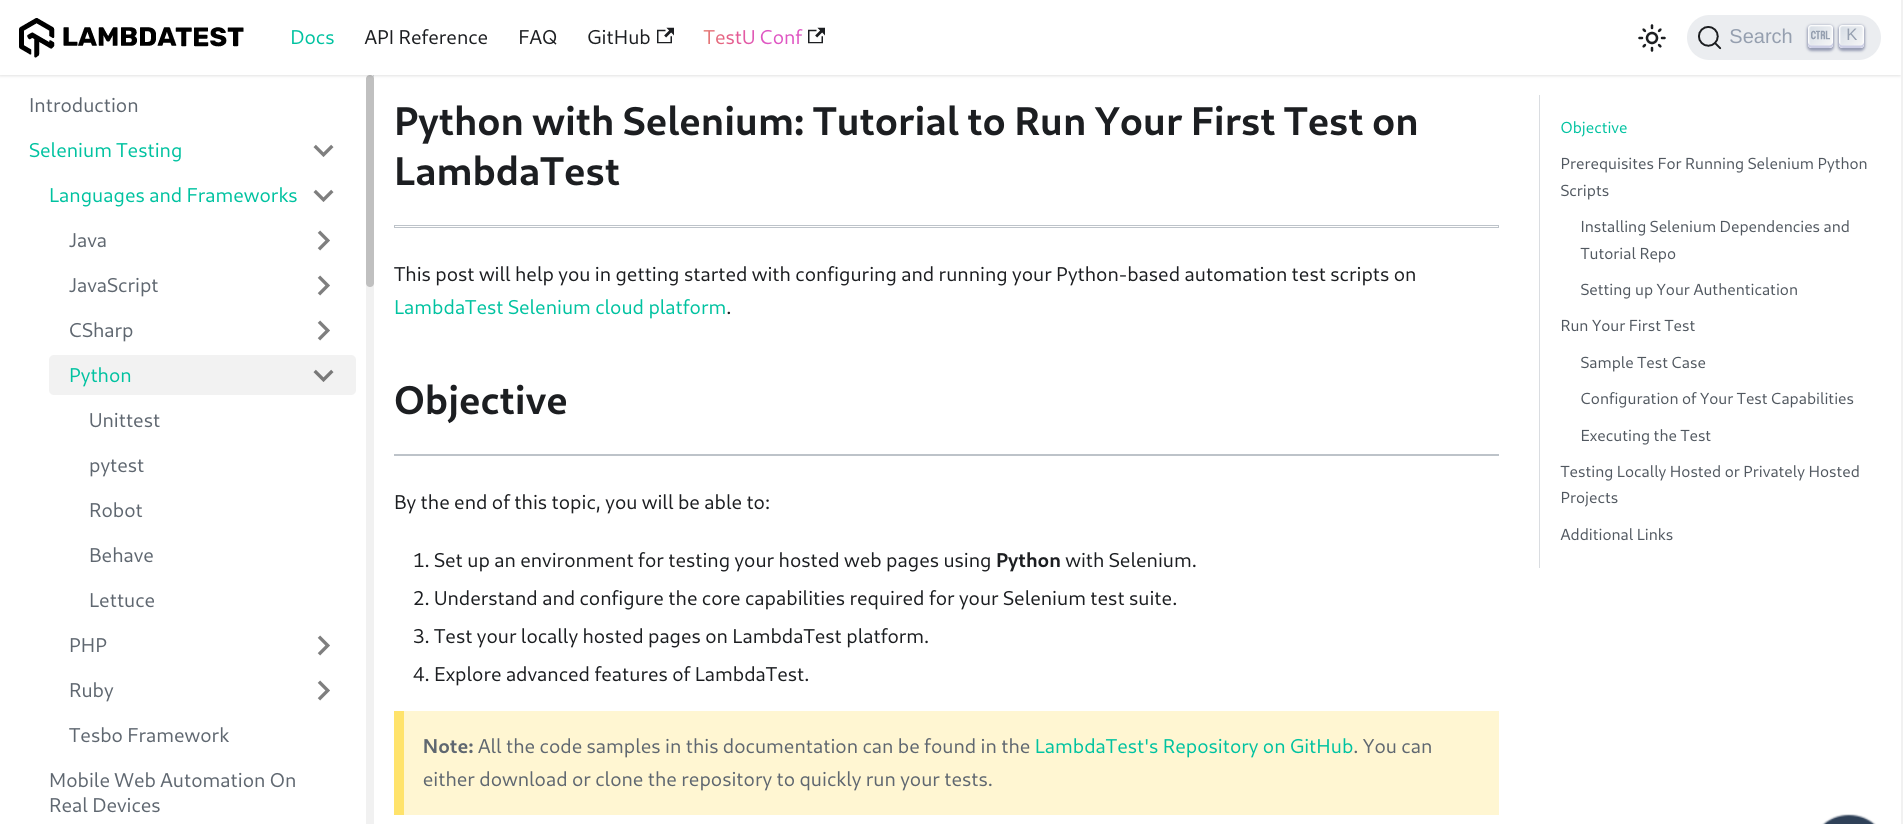 LAMBDATEST
Docs
API Reference
FAQ
GitHub
TestU Conf
Search
CTRL
K
Introduction
Selenium Testing
Languages and Frameworks
Java
JavaScript
CSharp
Python
Unittest
pytest
Robot
Behave
Lettuce
PHP
Ruby
Tesbo Framework
Mobile Web Automation On
Real Devices
Python with Selenium: Tutorial to Run Your First Test on
LambdaTest
This post will help you in getting started with configuring and running your Python-based automation test scripts on
LambdaTest Selenium cloud platform.
Objective
By the end of this topic, you will be able to:
1. Set up an environment for testing your hosted web pages using Python with Selenium.
2. Understand and configure the core capabilities required for your Selenium test suite.
3. Test your locally hosted pages on LambdaTest platform.
4. Explore advanced features of LambdaTest.
Note: All the code samples in this documentation can be found in the LambdaTest's Repository on GitHub. You can
either download or clone the repository to quickly run your tests.
Objective
Prerequisites For Running Selenium Python
Scripts
Installing Selenium Dependencies and
Tutorial Repo
Setting up Your Authentication
Run Your First Test
Sample Test Case
Configuration of Your Test Capabilities
Executing the Test
Testing Locally Hosted or Privately Hosted
Projects
Additional Links